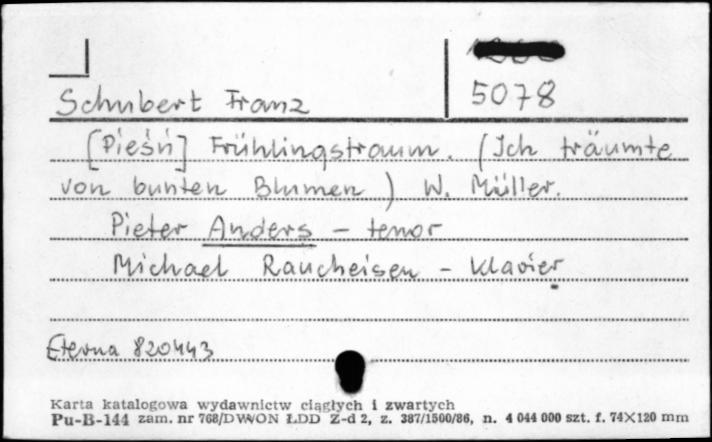 5078
Schubert Franz
[Pieśń] Frühlingstraum. (Ich träumte
von bunten Blumen) W. Müller.
Pieter Anders – tenor
Michael Raucheisen – Klavier
Eterna 820443
Karta katalogowa wydawnictw ciągłych i zwartych
Pu-B-144 zam. nr 768/DWWON ŁDD Z-d 2, z. 387/1500/86, n. 4 044 000 szt. f. 74X120 mm